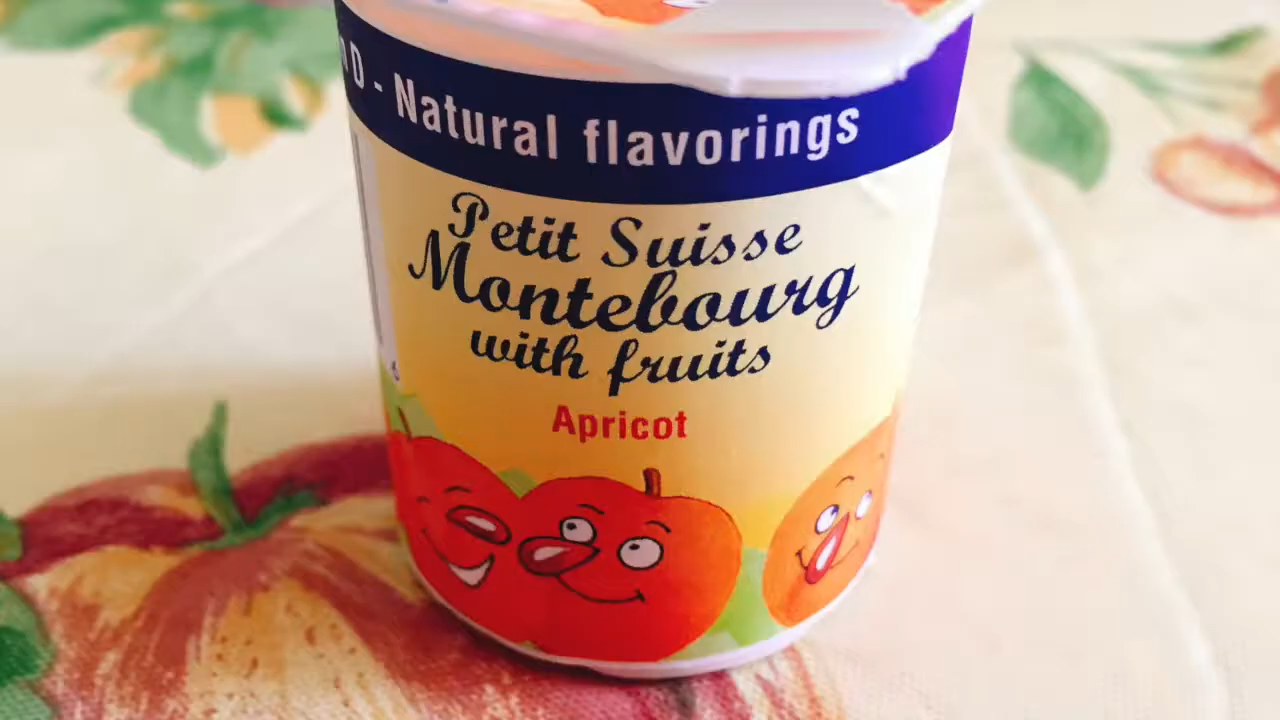 D - Natural flavorings
Petit Suisse
Montebourg
with fruits
Apricot